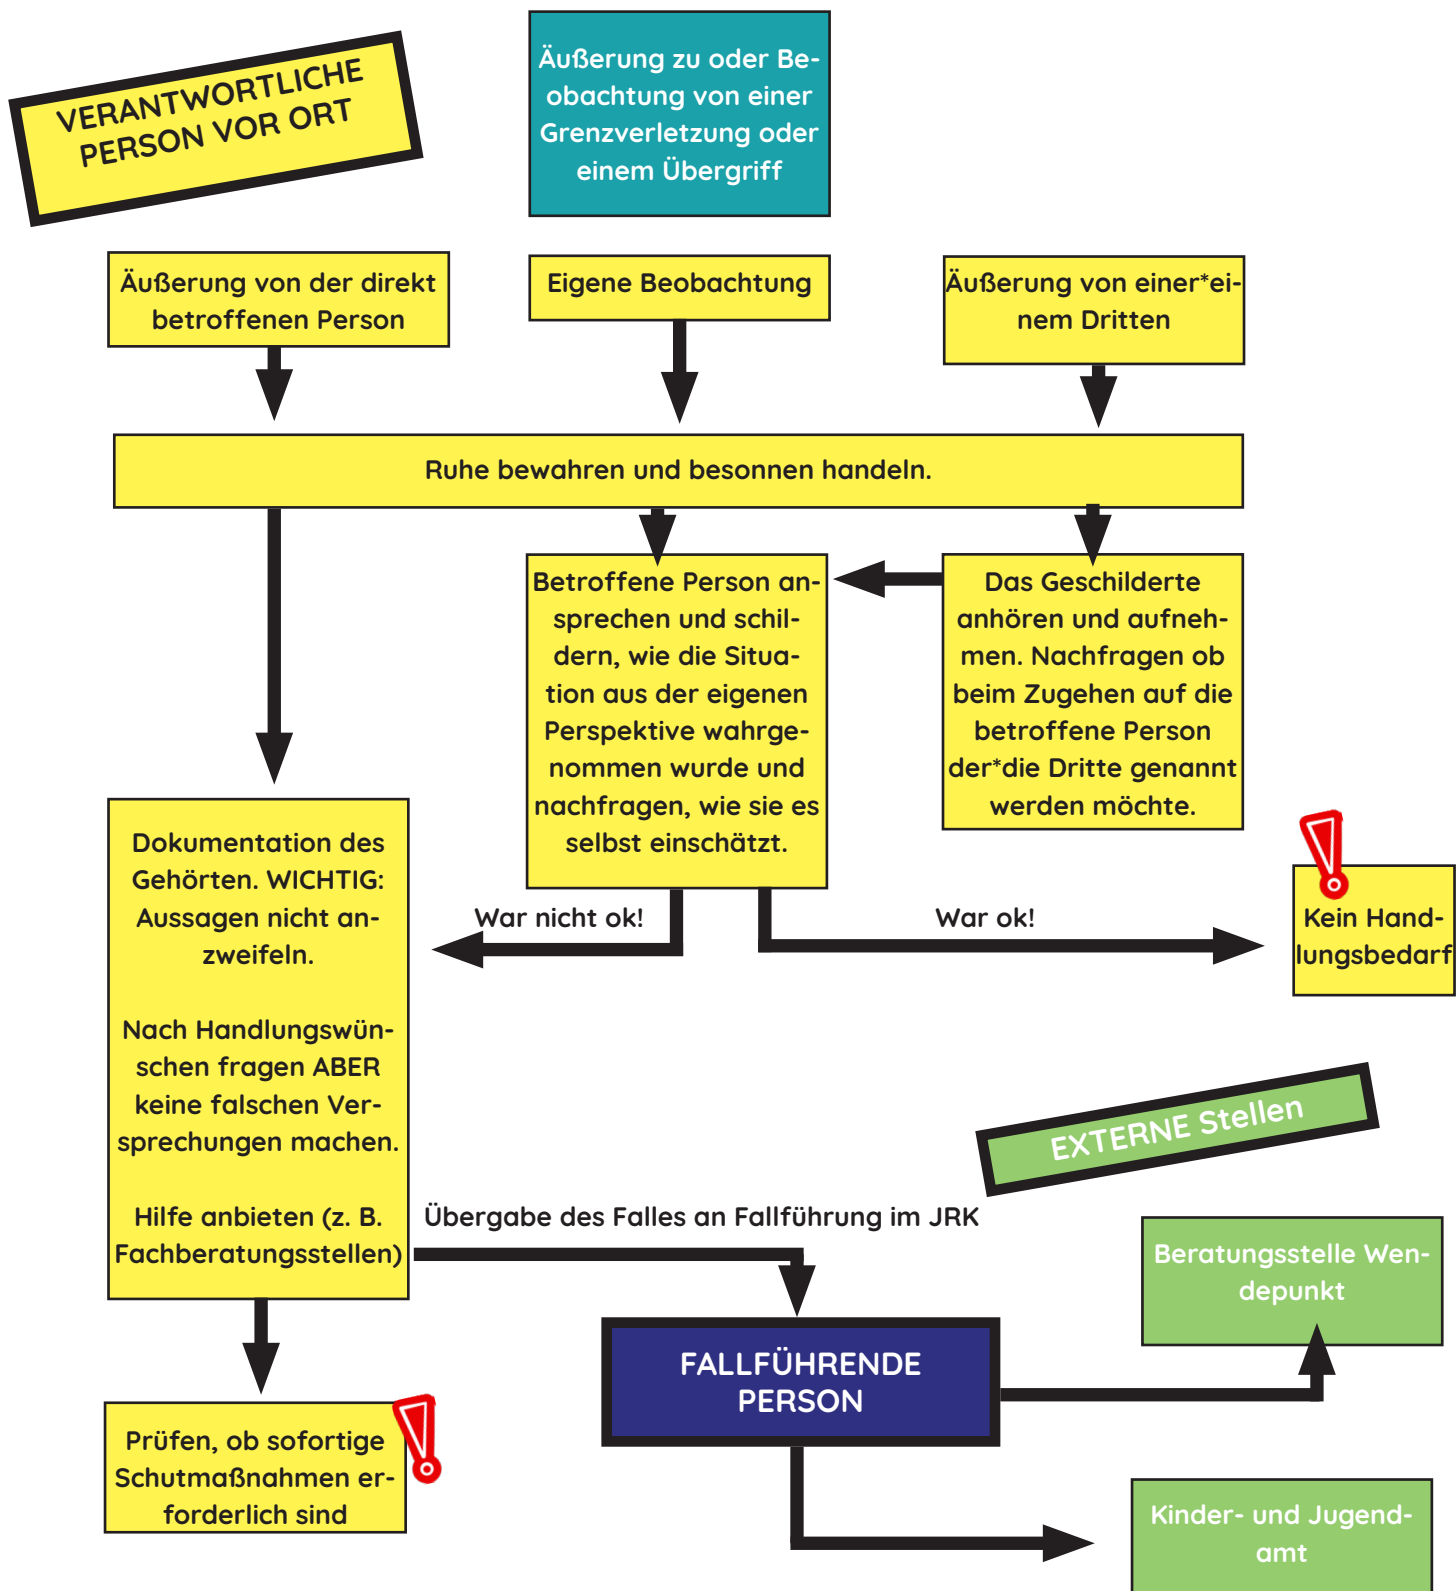 VERANTWORTLICHE
PERSON VOR ORT
Äußerung zu oder Be-
obachtung von einer
Grenzverletzung oder
einem Übergriff
Äußerung von der direkt
betroffenen Person
Eigene Beobachtung
Äußerung von einer*ei-
nem Dritten
Ruhe bewahren und besonnen handeln.
Betroffene Person an-
sprechen und schil-
dern, wie die Situa-
tion aus der eigenen
Perspektive wahrge-
nommen wurde und
nachfragen, wie sie es
selbst einschätzt.
Das Geschilderte
anhören und aufneh-
men. Nachfragen ob
beim Zugehen auf die
betroffene Person
der*die Dritte genannt
werden möchte.
War nicht ok!
War ok!
Kein Hand-
lungsbedarf
Dokumentation des
Gehörten. WICHTIG:
Aussagen nicht an-
zweifeln.
Nach Handlungswün-
schen fragen ABER
keine falschen Ver-
sprechungen machen.
Hilfe anbieten (z. B.
Fachberatungsstellen)
Übergabe des Falles an Fallführung im JRK
EXTERNE Stellen
Beratungsstelle Wen-
depunkt
FALLFÜHRENDE
PERSON
Prüfen, ob sofortige
Schutmaßnahmen er-
forderlich sind
Kinder- und Jugend-
amt